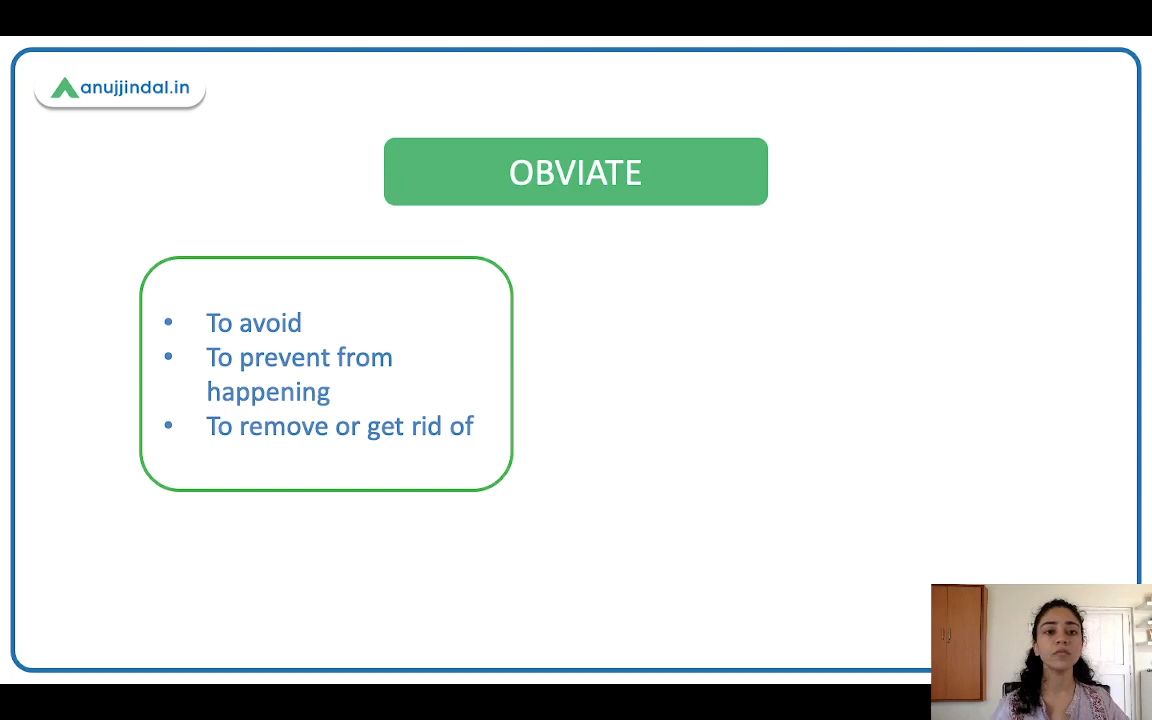 anujjindal.in
OBVIATE
• To avoid
• To prevent from
happening
• To remove or get rid of